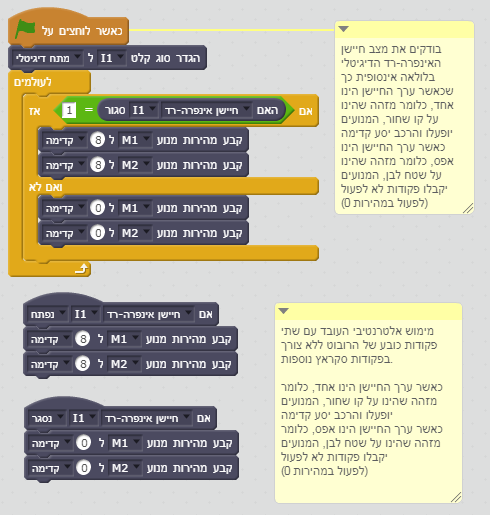 כאשר לוחצים על
הגדר סוג קלט I1 ל מתח דיגיטלי
לעולמים
אם האם חיישן אינפרה-רד I1 סגור = 1 אז
קבע מהירות מנוע M1 ל 8 קדימה
קבע מהירות מנוע M2 ל 8 קדימה
ואם לא
קבע מהירות מנוע M1 ל 0 קדימה
קבע מהירות מנוע M2 ל 0 קדימה
בודקים את מצב חיישן
האינפרה-רד הדיגיטלי
בלולאה אינסופית כך
שכאשר ערך החיישן הינו
אחד, כלומר מזהה שהינו
על קו שחור, המנועים
יופעלו והרכב יסע קדימה
כאשר ערך החיישן הינו
אפס, כלומר מזהה שהינו
על שטח לבן, המנועים
יקבלו פקודות לא לפעול
(לפעול במהירות 0)
אם חיישן אינפרה-רד I1 נפתח
קבע מהירות מנוע M1 ל 8 קדימה
קבע מהירות מנוע M2 ל 8 קדימה
אם חיישן אינפרה-רד I1 נסגר
קבע מהירות מנוע M1 ל 0 קדימה
קבע מהירות מנוע M2 ל 0 קדימה
מימוש אלטרנטיבי העובד עם שתי
פקודות כובע של הרובוט ללא צורך
בפקודות סקראץ נוספות.
כאשר ערך החיישן הינו אחד, כלומר
מזהה שהינו על קו שחור, המנועים
יופעלו והרכב יסע קדימה
כאשר ערך החיישן הינו אפס, כלומר
מזהה שהינו על שטח לבן, המנועים
יקבלו פקודות לא לפעול
(לפעול במהירות 0)